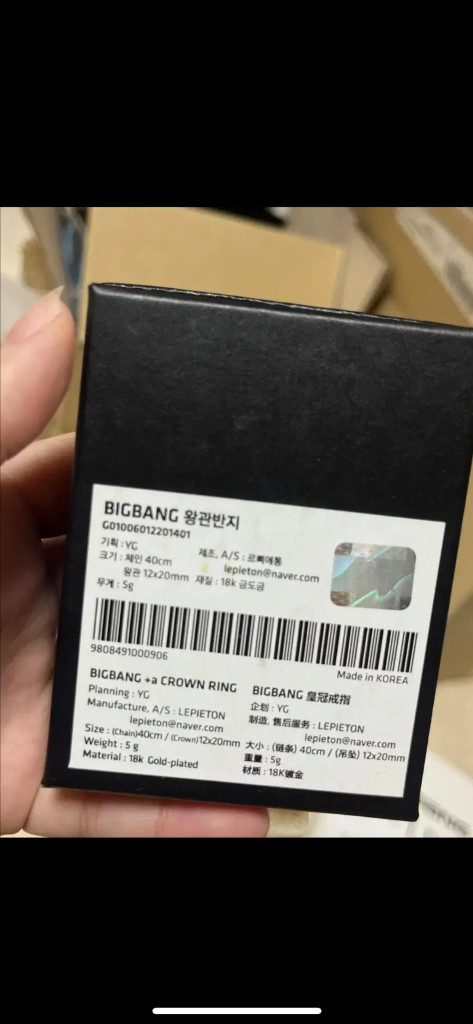 BIGBANG 왕관반지
G01006012201401
기획 : YG
제조, A/S : 르삐에똥
크기 : 체인 40cm
lepieton@naver.com
왕관 12x20mm 재질 : 18k 금도금
무게 : 5g
9808491000906
Made in KOREA
BIGBANG +a CROWN RING
Planning : YG
Manufacture, A/S : LEPIETON
lepieton@naver.com
Size : (Chain)40cm / (Crown)12x20mm
Weight : 5 g
Material : 18k Gold-plated
BIGBANG 皇冠戒指
企划 : YG
制造, 售后服务 : LEPIETON
lepieton@naver.com
大小 : (链条) 40cm / (吊坠) 12x20mm
重量 : 5g
材质 : 18K镀金